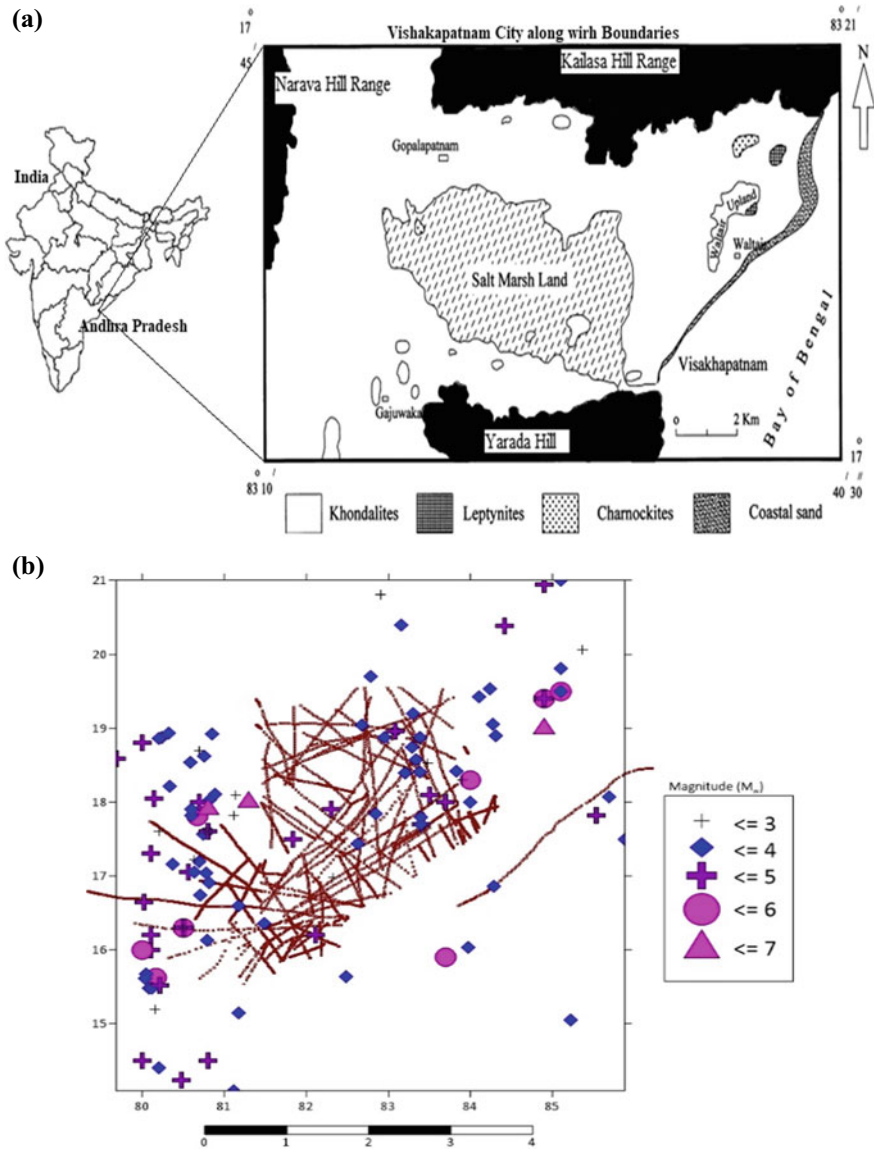 (a)
Vishakapatnam City along wirh Boundaries
o /
17
45
83 21
N
Kailasa Hill Range
Narava Hill Range
Gopalapatnam
India
Upland
Waltair
Waltair
Salt Marsh Land
Andhra Pradesh
Visakhapatnam
Bay of Bengal
Gajuwaka
0 2 Km
Yarada Hill
o
17
o /
83 10
/ //
40 30
Khondalites
Leptynites
Charnockites
Coastal sand
(b)
21
20
19
18
17
16
15
80 81 82 83 84 85
0 1 2 3 4
Magnitude (Mw)
<= 3
<= 4
<= 5
<= 6
<= 7